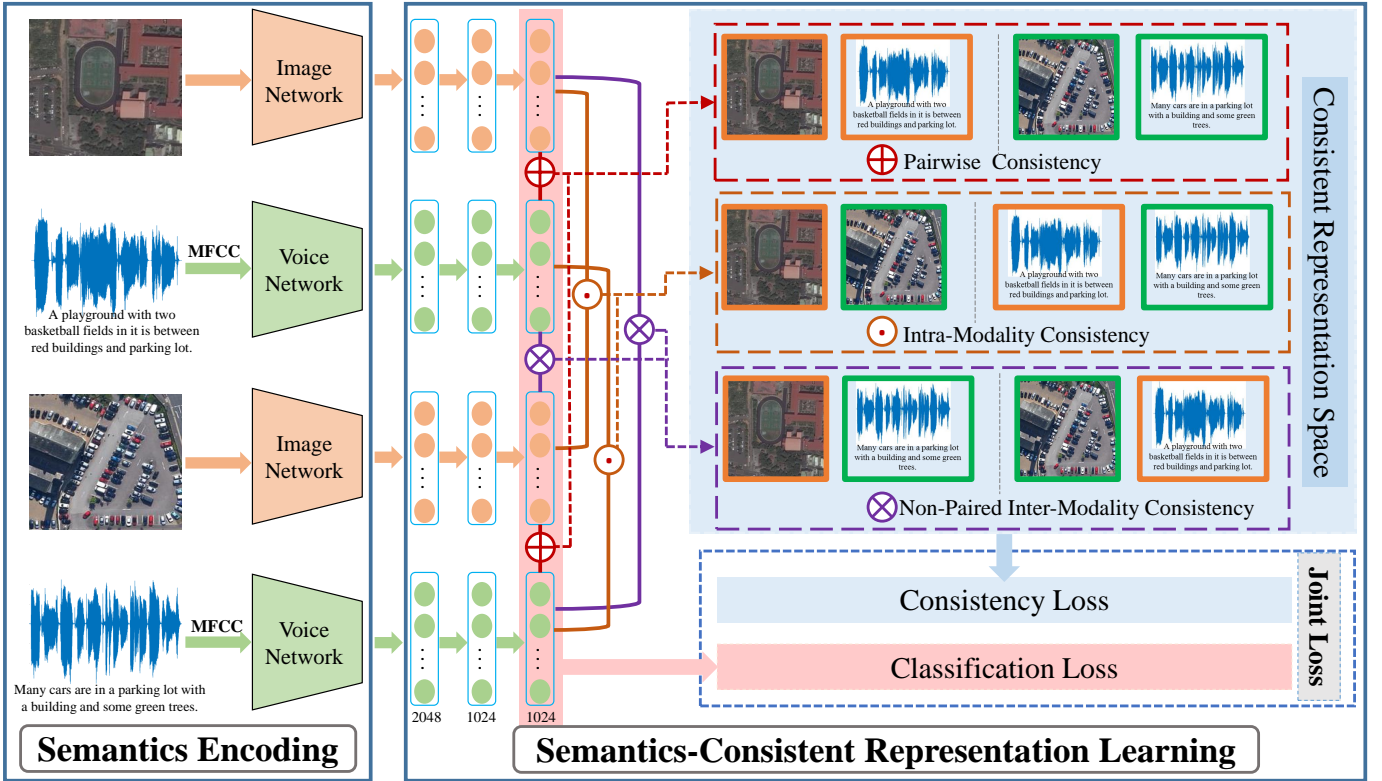 Image
Network
MFCC
Voice
Network
A playground with two
basketball fields in it is between
red buildings and parking lot.
Image
Network
MFCC
Voice
Network
Many cars are in a parking lot with
a building and some green trees.
Semantics Encoding
2048
1024
1024
A playground with two
basketball fields in it is between
red buildings and parking lot.
Many cars are in a parking lot
with a building and some green
trees.
Pairwise Consistency
A playground with two
basketball fields in it is between
red buildings and parking lot.
Many cars are in a parking lot
with a building and some green
trees.
Intra-Modality Consistency
Many cars are in a parking lot
with a building and some green
trees.
A playground with two
basketball fields in it is between
red buildings and parking lot.
Non-Paired Inter-Modality Consistency
Consistent Representation Space
Consistency Loss
Classification Loss
Joint Loss
Semantics-Consistent Representation Learning